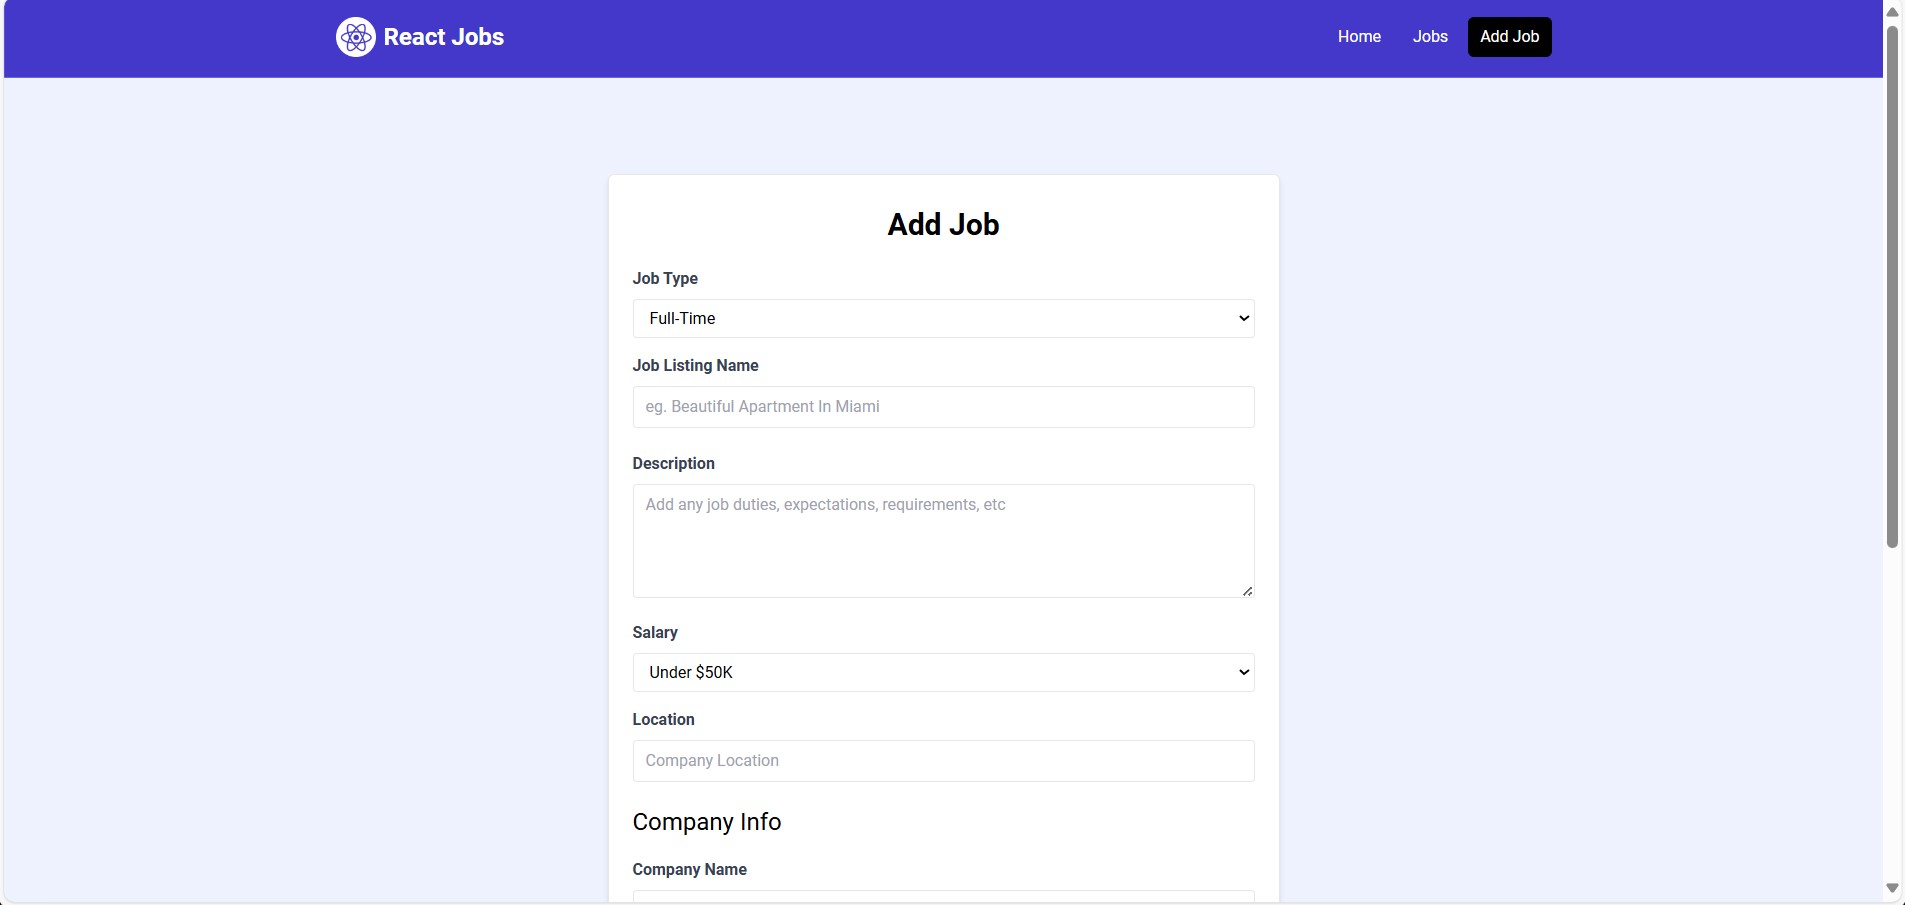 React Jobs
Home Jobs Add Job
Add Job
Job Type
Full-Time
Job Listing Name
eg. Beautiful Apartment In Miami
Description
Add any job duties, expectations, requirements, etc
Salary
Under $50K
Location
Company Location
Company Info
Company Name